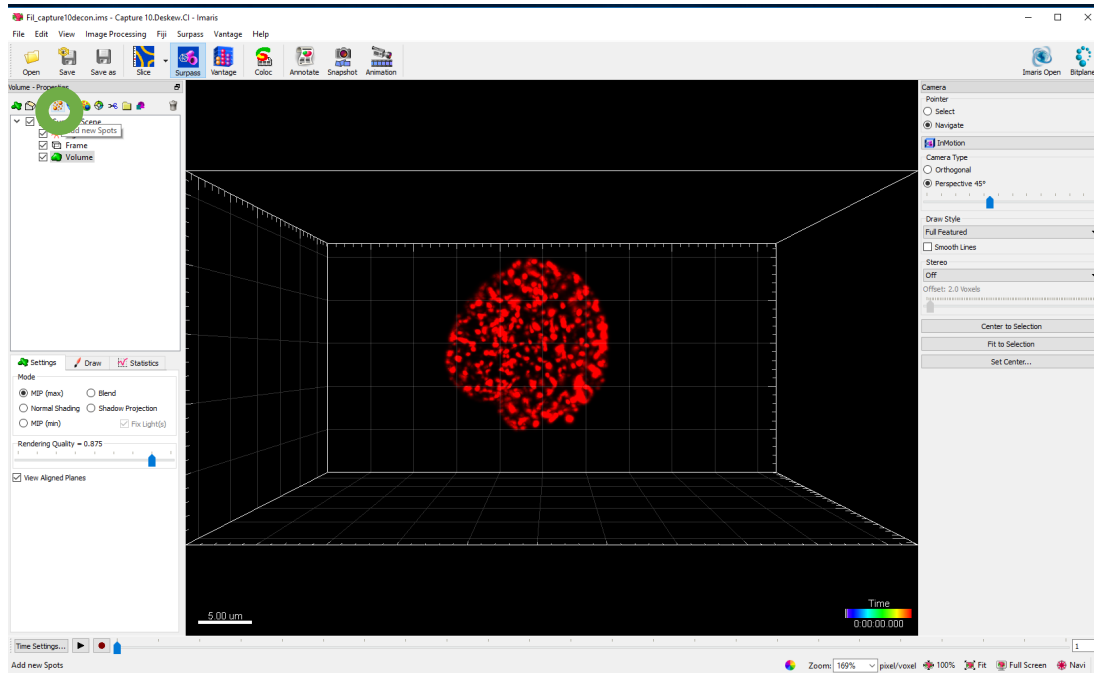 Fil_capture10decon.ims - Capture 10.Deskew.CI - Imaris
File Edit View Image Processing Fiji Surpass Vantage Help
Open Save Save as Slice Surpass Vantage Coloc Annotate Snapshot Animation Imaris Open Bitplane
Volume - Properties
Scene
Add new Spots
Frame
Volume
Settings Draw Statistics
Mode
MIP (max) Blend
Normal Shading Shadow Projection
MIP (min) Fix Light(s)
Rendering Quality = 0.875
View Aligned Planes
5.00 um
Time
0:00:00.000
Camera
Pointer
Select
Navigate
InMotion
Camera Type
Orthogonal
Perspective 45°
Draw Style
Full Featured
Smooth Lines
Stereo
Off
Offset: 2.0 Voxels
Center to Selection
Fit to Selection
Set Center...
Time Settings... 1
Add new Spots Zoom: 169% pixel/voxel 100% Fit Full Screen Navi